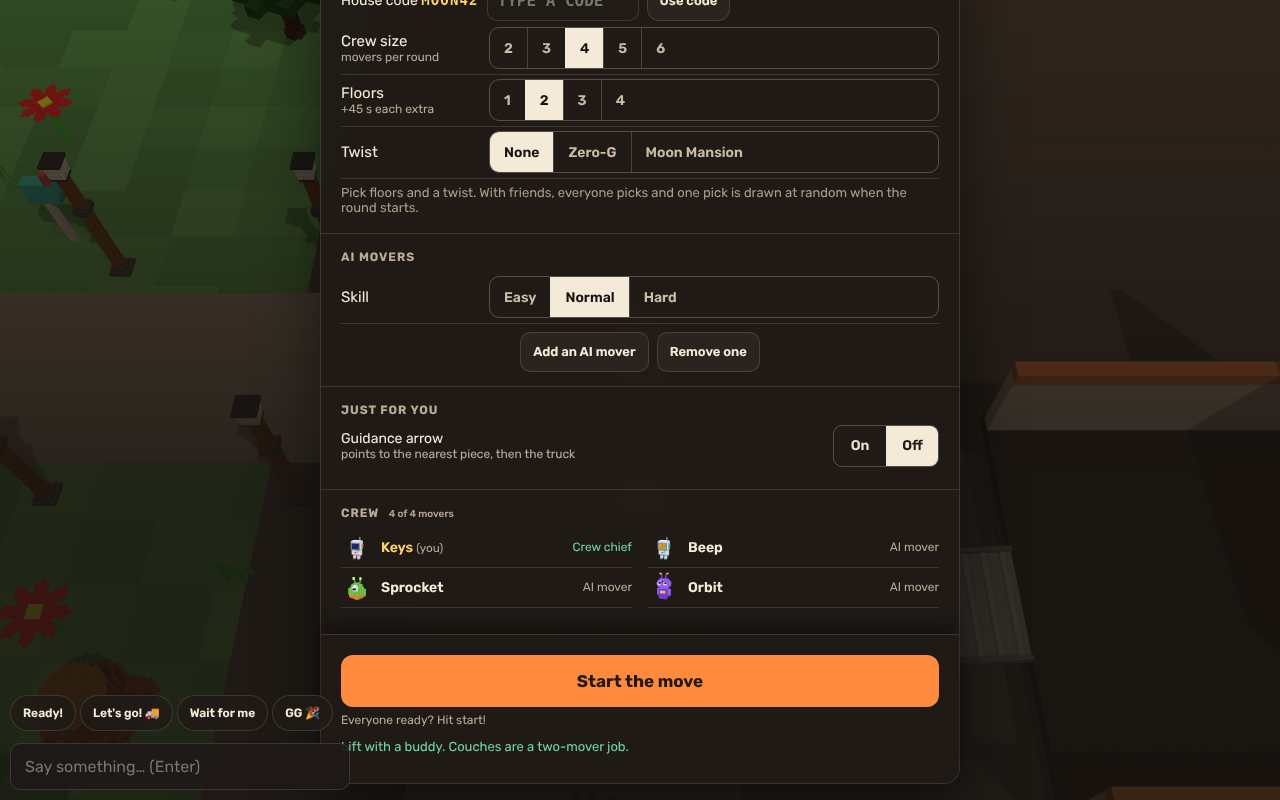 House code MOON42 TYPE A CODE Use code
Crew size
movers per round
2 3 4 5 6
Floors
+45 s each extra
1 2 3 4
Twist
None Zero-G Moon Mansion
Pick floors and a twist. With friends, everyone picks and one pick is drawn at random when the
round starts.
AI MOVERS
Skill
Easy Normal Hard
Add an AI mover Remove one
JUST FOR YOU
Guidance arrow
points to the nearest piece, then the truck
On Off
CREW 4 of 4 movers
Keys (you) Crew chief
Beep AI mover
Sprocket AI mover
Orbit AI mover
Start the move
Everyone ready? Hit start!
Lift with a buddy. Couches are a two-mover job.
Ready! Let's go! 🚚 Wait for me GG 🎉
Say something… (Enter)